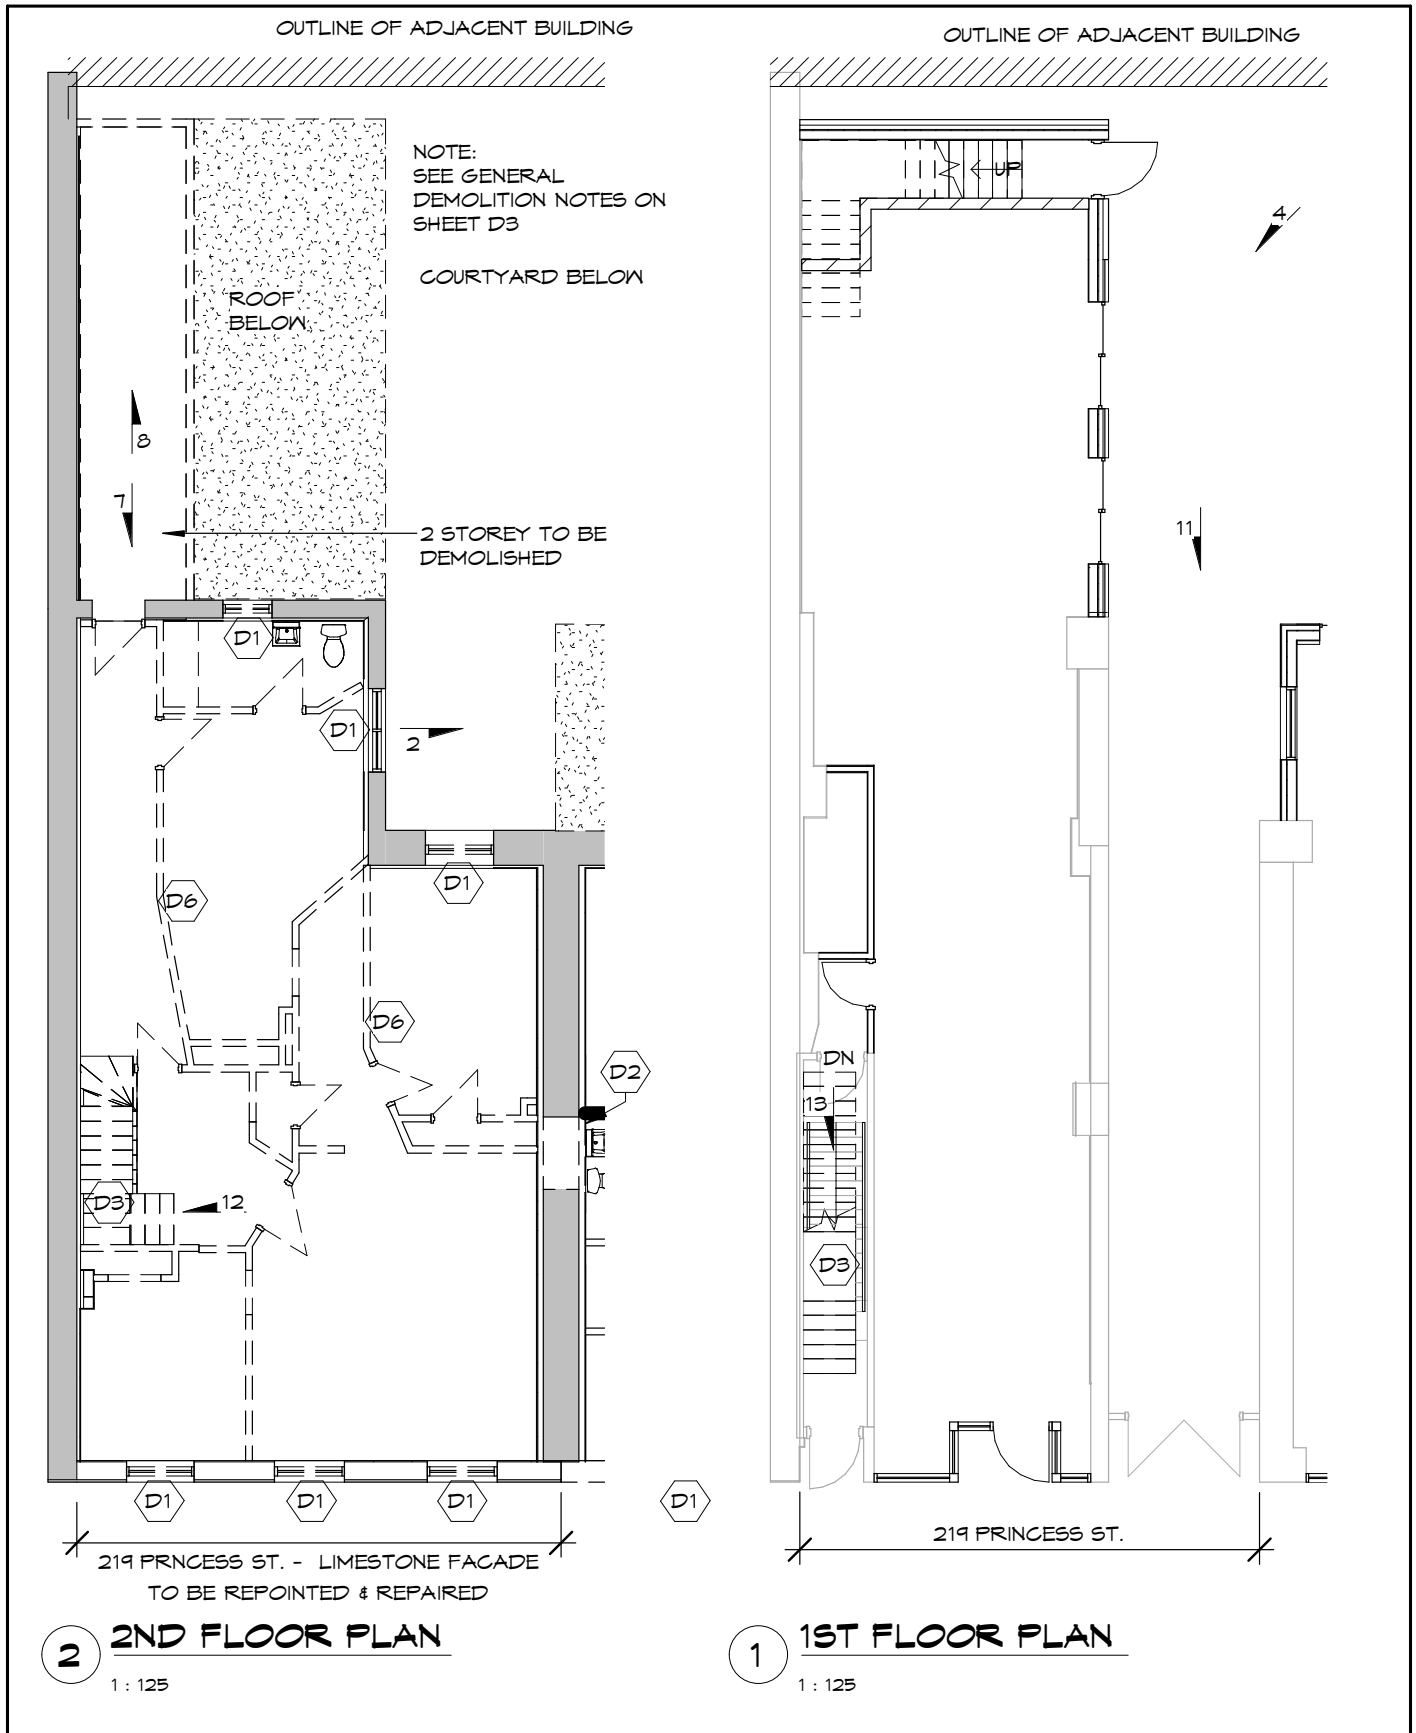 OUTLINE OF ADJACENT BUILDING
NOTE:
SEE GENERAL
DEMOLITION NOTES ON
SHEET D3
COURTYARD BELOW
ROOF
BELOW
8
7
2 STOREY TO BE
DEMOLISHED
D1
D1
2
D1
D6
D6
D2
D3
12
D1
D1
D1
D1
219 PRNCESS ST. - LIMESTONE FACADE
TO BE REPOINTED & REPAIRED
2
2ND FLOOR PLAN
1 : 125
OUTLINE OF ADJACENT BUILDING
UP
4
11
DN
13
D3
219 PRINCESS ST.
1
1ST FLOOR PLAN
1 : 125